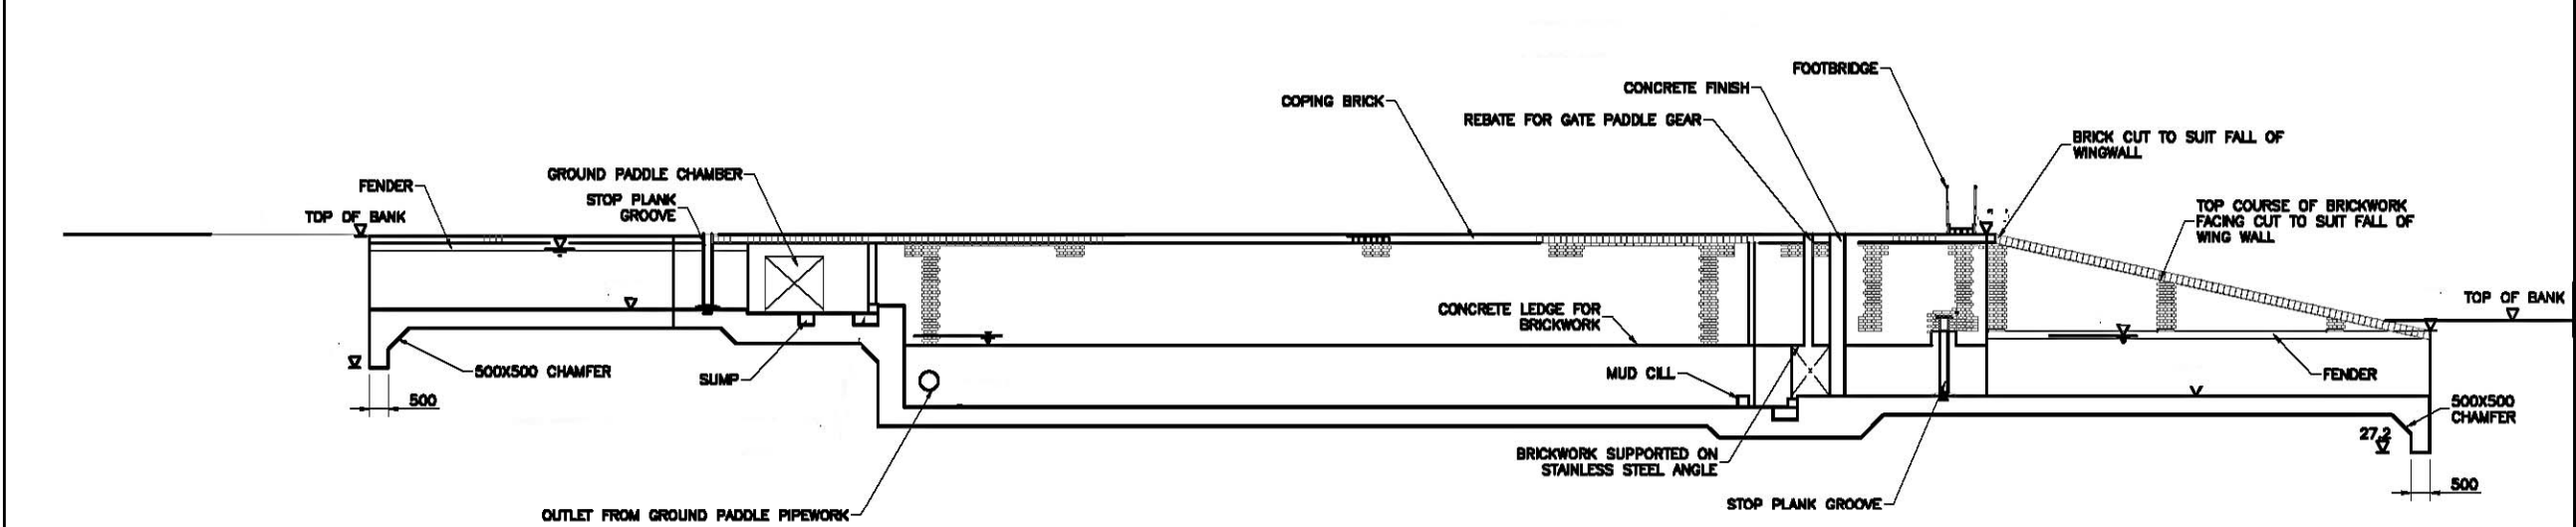 FOOTBRIDGE
CONCRETE FINISH
COPING BRICK
REBATE FOR GATE PADDLE GEAR
BRICK CUT TO SUIT FALL OF
WINGWALL
GROUND PADDLE CHAMBER
FENDER
STOP PLANK
GROOVE
TOP OF BANK
TOP COURSE OF BRICKWORK
FACING CUT TO SUIT FALL OF
WING WALL
TOP OF BANK
CONCRETE LEDGE FOR
BRICKWORK
500X500 CHAMFER
SUMP
MUD CILL
FENDER
500
500X500
CHAMFER
27.2
BRICKWORK SUPPORTED ON
STAINLESS STEEL ANGLE
500
STOP PLANK GROOVE
OUTLET FROM GROUND PADDLE PIPEWORK